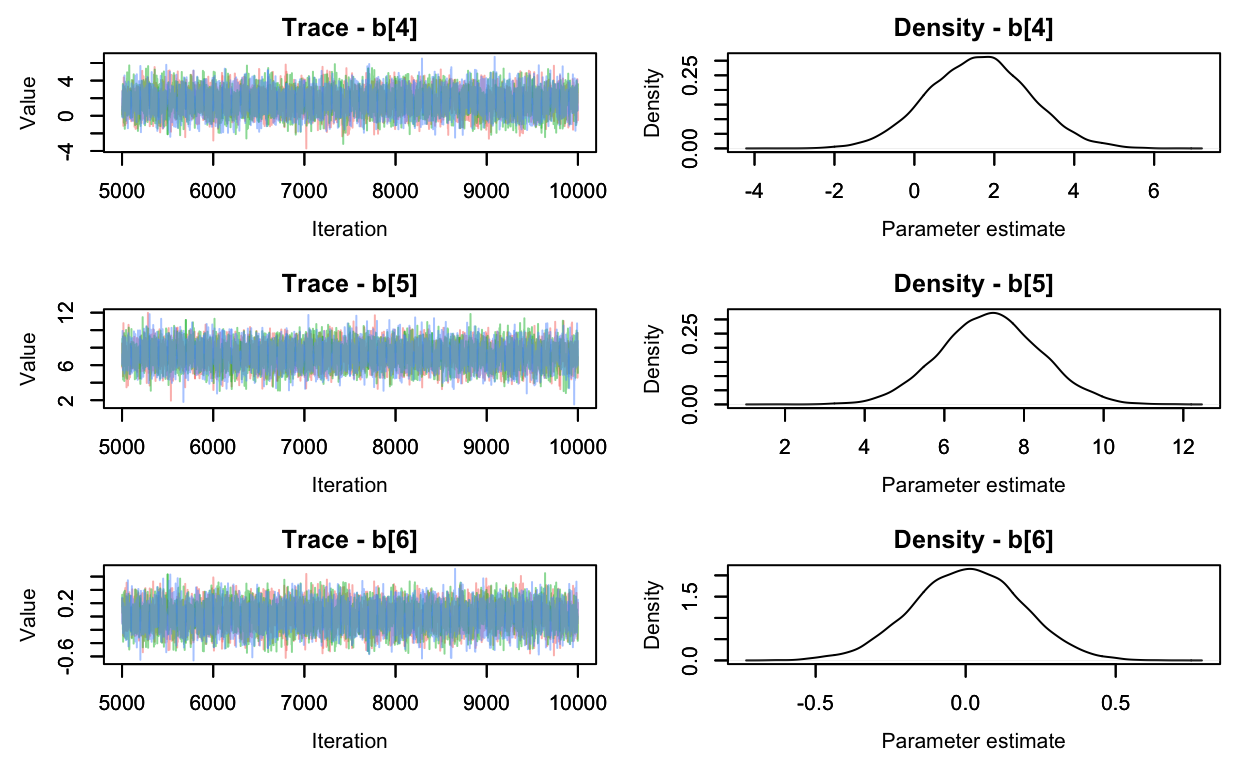 Trace - b[4]
Value
4
0
-4
5000 6000 7000 8000 9000 10000
Iteration
Density - b[4]
Density
0.25
0.00
-4 -2 0 2 4 6
Parameter estimate
Trace - b[5]
Value
12
6
2
5000 6000 7000 8000 9000 10000
Iteration
Density - b[5]
Density
0.25
0.00
2 4 6 8 10 12
Parameter estimate
Trace - b[6]
Value
0.2
-0.6
5000 6000 7000 8000 9000 10000
Iteration
Density - b[6]
Density
1.5
0.0
-0.5 0.0 0.5
Parameter estimate